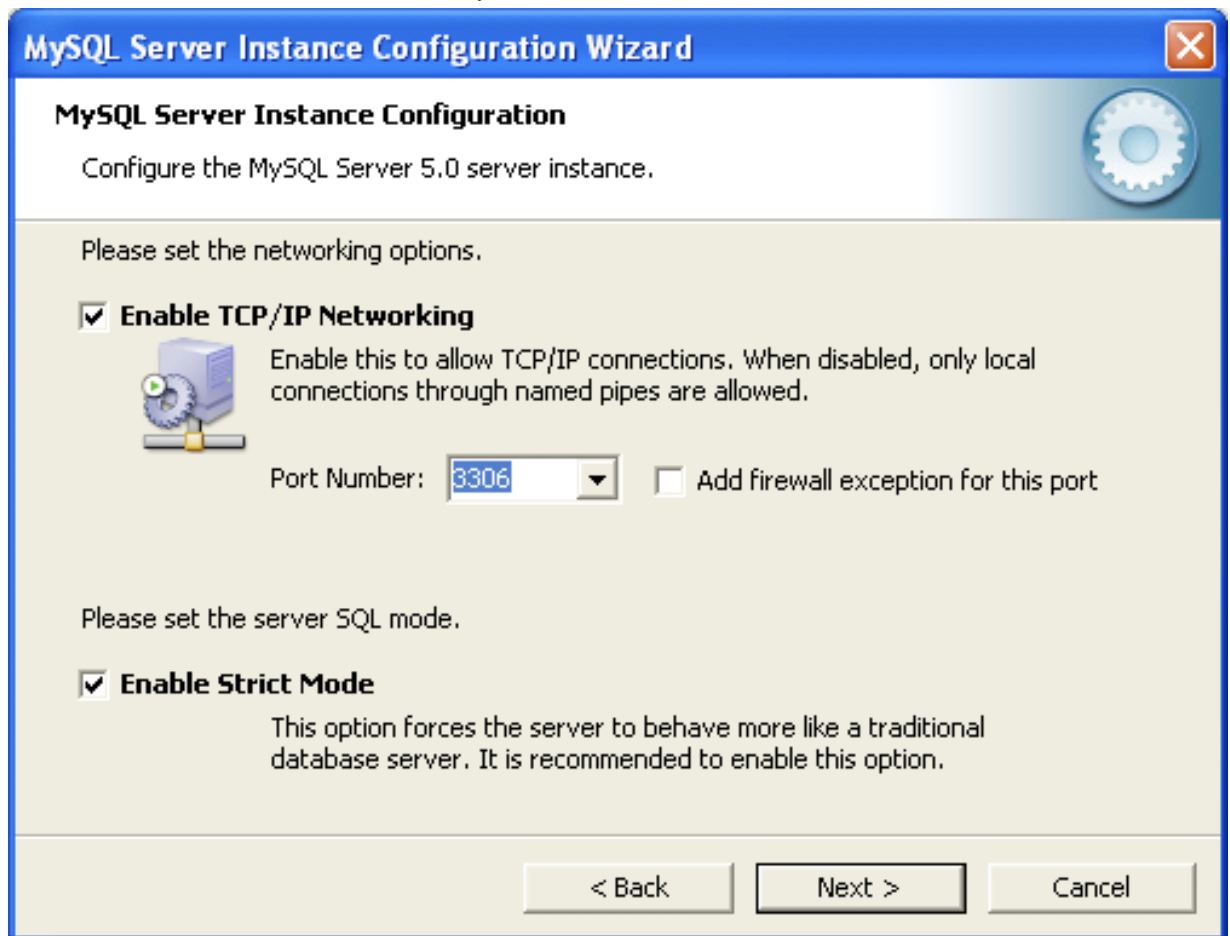 MySQL Server Instance Configuration Wizard
MySQL Server Instance Configuration
Configure the MySQL Server 5.0 server instance.
Please set the networking options.
Enable TCP/IP Networking
Enable this to allow TCP/IP connections. When disabled, only local
connections through named pipes are allowed.
Port Number: 3306 Add firewall exception for this port
Please set the server SQL mode.
Enable Strict Mode
This option forces the server to behave more like a traditional
database server. It is recommended to enable this option.
< Back Next > Cancel